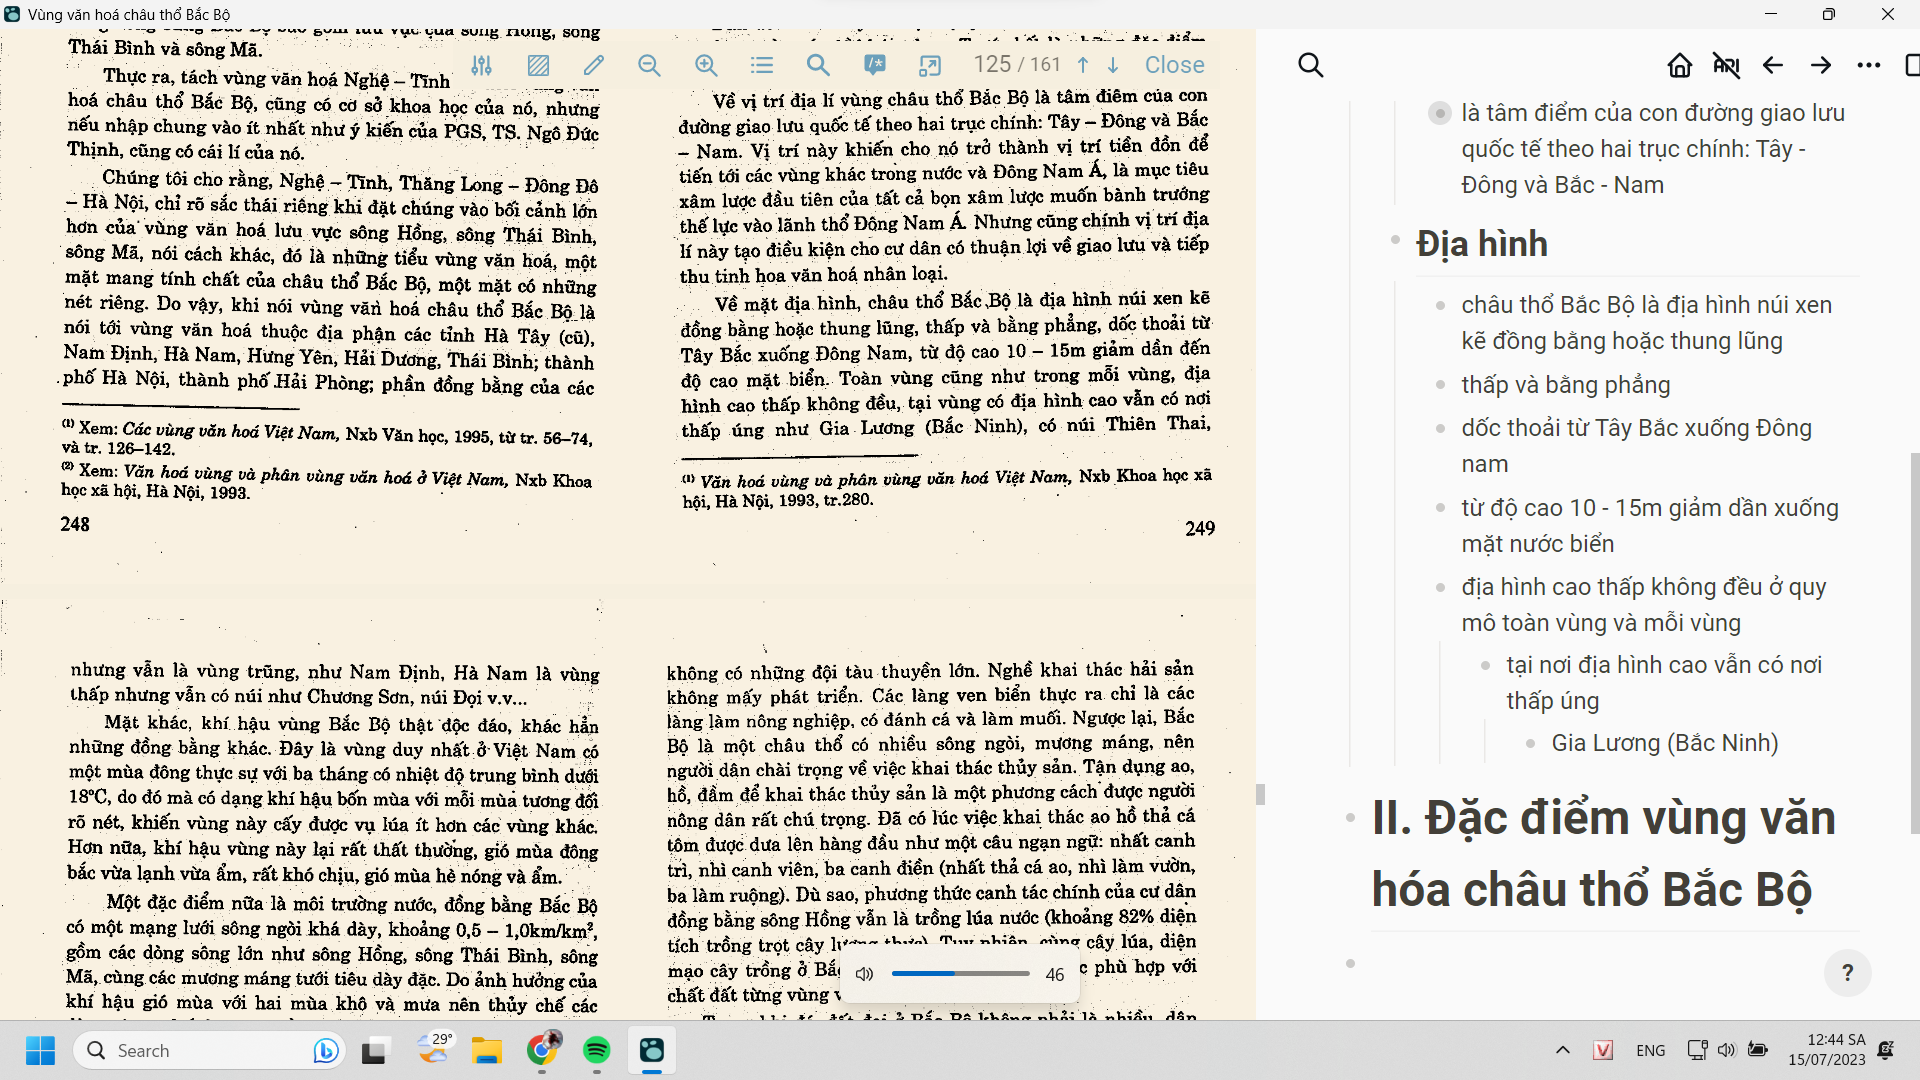 Vùng văn hoá châu thổ Bắc Bộ
Thái Bình và sông Mã.
Thực ra, tách vùng văn hoá Nghệ – Tĩnh
hoá châu thổ Bắc Bộ, cũng có cơ sở khoa học của nó, nhưng
nếu nhập chung vào ít nhất như ý kiến của PGS, TS. Ngô Đức
Thịnh, cũng có cái lí của nó.
Chúng tôi cho rằng, Nghệ – Tĩnh, Thăng Long – Đông Đô
– Hà Nội, chỉ rõ sắc thái riêng khi đặt chúng vào bối cảnh lớn
hơn của vùng văn hoá lưu vực sông Hồng, sông Thái Bình,
sông Mã, nói cách khác, đó là những tiểu vùng văn hoá, một
mặt mang tính chất của châu thổ Bắc Bộ, một mặt có những
nét riêng. Do vậy, khi nói vùng văn hoá châu thổ Bắc Bộ là
nói tới vùng văn hoá thuộc địa phận các tỉnh Hà Tây (cũ),
Nam Định, Hà Nam, Hưng Yên, Hải Dương, Thái Bình; thành
phố Hà Nội, thành phố Hải Phòng; phần đồng bằng của các
(1) Xem: Các vùng văn hoá Việt Nam, Nxb Văn học, 1995, từ tr. 56–74,
và tr. 126–142.
(2) Xem: Văn hoá vùng và phân vùng văn hoá ở Việt Nam, Nxb Khoa
học xã hội, Hà Nội, 1993.
248
125 / 161
Close
Về vị trí địa lí vùng châu thổ Bắc Bộ là tâm điểm của con
đường giao lưu quốc tế theo hai trục chính: Tây – Đông và Bắc
– Nam. Vị trí này khiến cho nó trở thành vị trí tiền đồn để
tiến tới các vùng khác trong nước và Đông Nam Á, là mục tiêu
xâm lược đầu tiên của tất cả bọn xâm lược muốn bành trướng
thế lực vào lãnh thổ Đông Nam Á. Nhưng cũng chính vị trí địa
lí này tạo điều kiện cho cư dân có thuận lợi về giao lưu và tiếp
thu tinh hoa văn hoá nhân loại.
Về mặt địa hình, châu thổ Bắc Bộ là địa hình núi xen kẽ
đồng bằng hoặc thung lũng, thấp và bằng phẳng, dốc thoải từ
Tây Bắc xuống Đông Nam, từ độ cao 10 – 15m giảm dần đến
độ cao mặt biển. Toàn vùng cũng như trong mỗi vùng, địa
hình cao thấp không đều, tại vùng có địa hình cao vẫn có nơi
thấp úng như Gia Lương (Bắc Ninh), có núi Thiên Thai,
(1) Văn hoá vùng và phân vùng văn hoá Việt Nam, Nxb Khoa học xã
hội, Hà Nội, 1993, tr.280.
249
nhưng vẫn là vùng trũng, như Nam Định, Hà Nam là vùng
thấp nhưng vẫn có núi như Chương Sơn, núi Đọi v.v...
Mặt khác, khí hậu vùng Bắc Bộ thật độc đáo, khác hẳn
những đồng bằng khác. Đây là vùng duy nhất ở Việt Nam có
một mùa đông thực sự với ba tháng có nhiệt độ trung bình dưới
18°C, do đó mà có dạng khí hậu bốn mùa với mỗi mùa tương đối
rõ nét, khiến vùng này cấy được vụ lúa ít hơn các vùng khác.
Hơn nữa, khí hậu vùng này lại rất thất thường, gió mùa đông
bắc vừa lạnh vừa ẩm, rất khó chịu, gió mùa hè nóng và ẩm.
Một đặc điểm nữa là môi trường nước, đồng bằng Bắc Bộ
có một mạng lưới sông ngòi khá dày, khoảng 0,5 – 1,0km/km²,
gồm các dòng sông lớn như sông Hồng, sông Thái Bình, sông
Mã, cùng các mương máng tưới tiêu dày đặc. Do ảnh hưởng của
khí hậu gió mùa với hai mùa khô và mưa nên thủy chế các
không có những đội tàu thuyền lớn. Nghề khai thác hải sản
không mấy phát triển. Các làng ven biển thực ra chỉ là các
làng làm nông nghiệp, có đánh cá và làm muối. Ngược lại, Bắc
Bộ là một châu thổ có nhiều sông ngòi, mương máng, nên
người dân chài trọng về việc khai thác thủy sản. Tận dụng ao,
hồ, đầm để khai thác thủy sản là một phương cách được người
nông dân rất chú trọng. Đã có lúc việc khai thác ao hồ thả cá
tôm được đưa lên hàng đầu như một câu ngạn ngữ: nhất canh
trì, nhì canh viên, ba canh điền (nhất thả cá ao, nhì làm vườn,
ba làm ruộng). Dù sao, phương thức canh tác chính của cư dân
đồng bằng sông Hồng vẫn là trồng lúa nước (khoảng 82% diện
tích trồng trọt cây lương thực). Tuy nhiên, cùng cây lúa, diện
mạo cây trồng ở phù hợp với
chất đất từng vùng
46
là tâm điểm của con đường giao lưu
quốc tế theo hai trục chính: Tây -
Đông và Bắc - Nam
Địa hình
châu thổ Bắc Bộ là địa hình núi xen
kẽ đồng bằng hoặc thung lũng
thấp và bằng phẳng
dốc thoải từ Tây Bắc xuống Đông
nam
từ độ cao 10 - 15m giảm dần xuống
mặt nước biển
địa hình cao thấp không đều ở quy
mô toàn vùng và mỗi vùng
tại nơi địa hình cao vẫn có nơi
thấp úng
Gia Lương (Bắc Ninh)
II. Đặc điểm vùng văn
hóa châu thổ Bắc Bộ
?
Search
29°
ENG
12:44 SA
15/07/2023